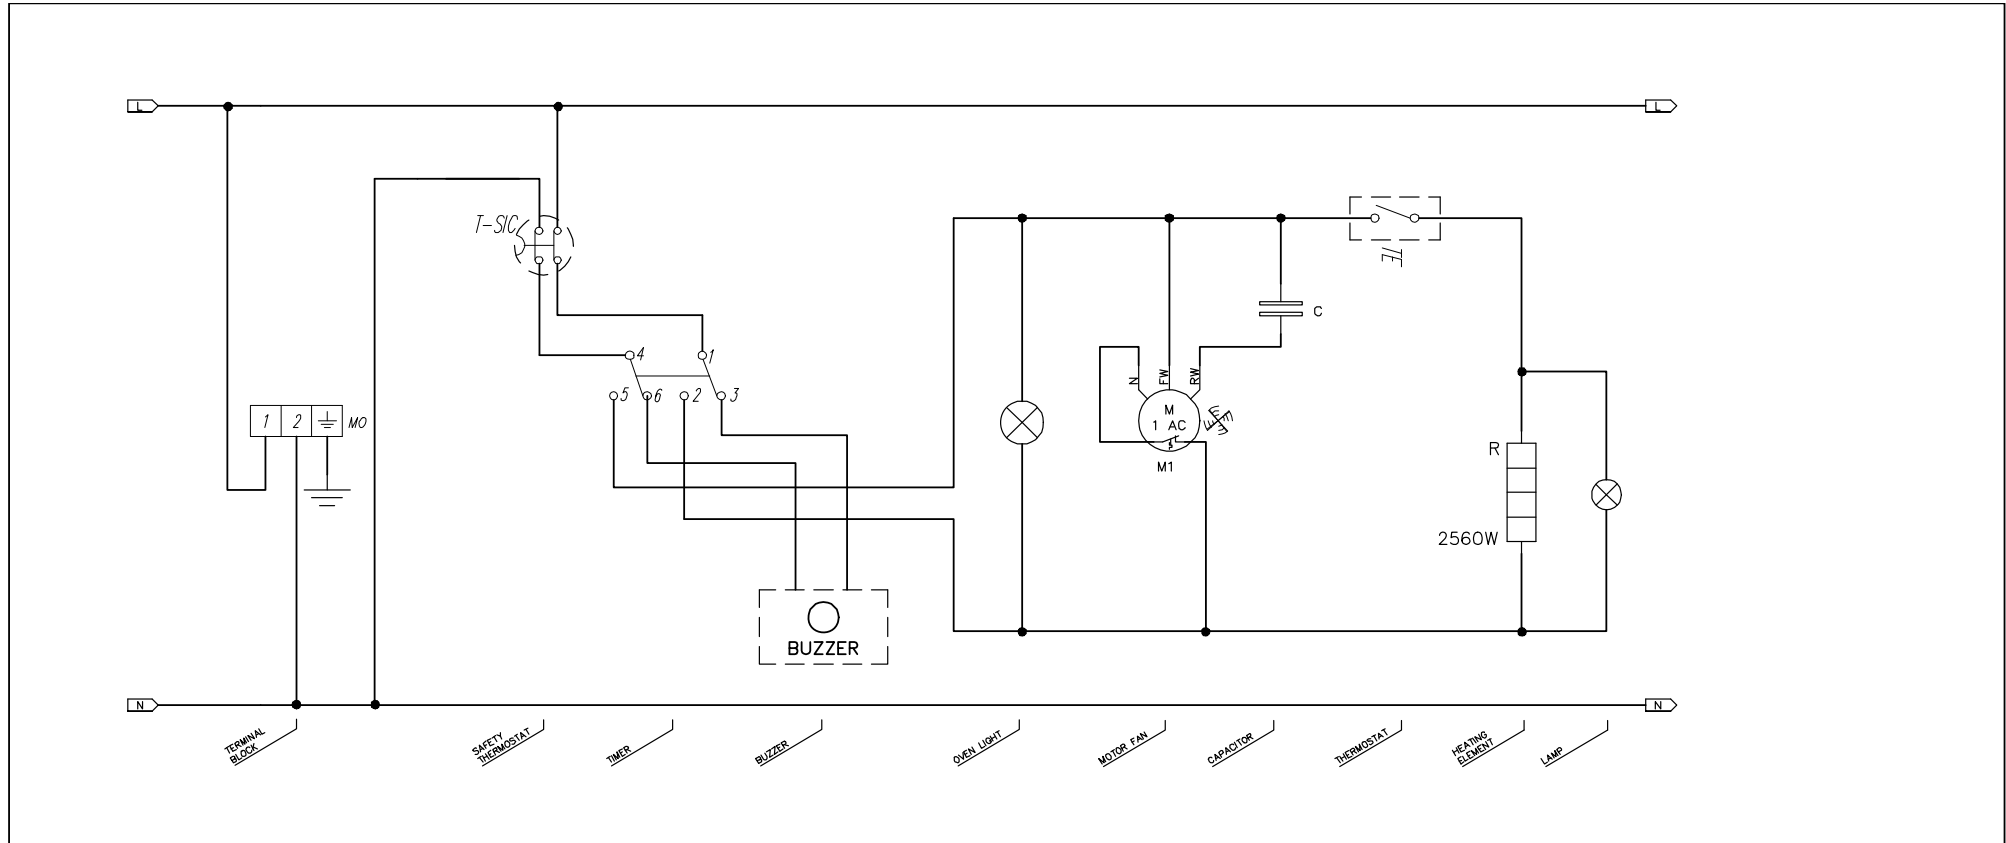 L
L
T-SIC
TE
C
4
1
N
FW
RW
5
6
2
3
1
2
MO
M
1 AC
M1
R
2560W
BUZZER
N
N
TERMINAL
BLOCK
SAFETY
THERMOSTAT
TIMER
BUZZER
OVEN LIGHT
MOTOR FAN
CAPACITOR
THERMOSTAT
HEATING
ELEMENT
LAMP